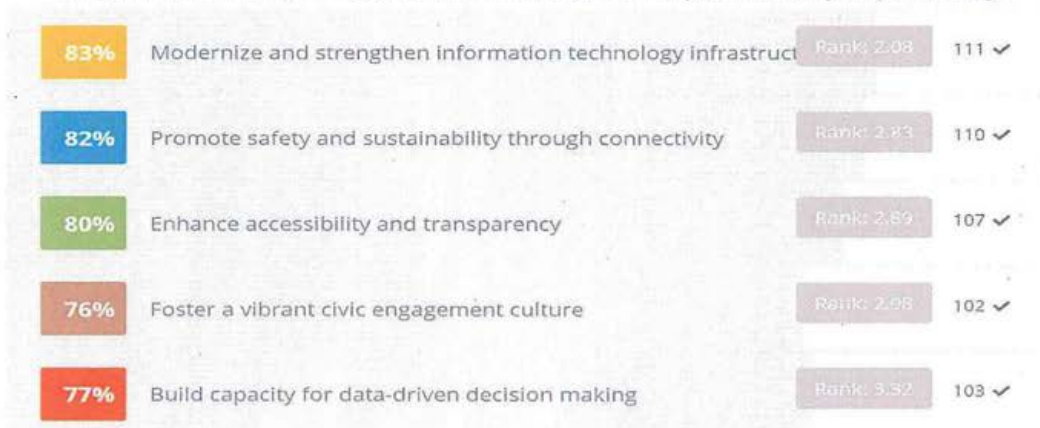 83% Modernize and strengthen information technology infrastruct Rank: 2.08 111 ✓
82% Promote safety and sustainability through connectivity Rank: 2.83 110 ✓
80% Enhance accessibility and transparency Rank: 2.89 107 ✓
76% Foster a vibrant civic engagement culture Rank: 2.98 102 ✓
77% Build capacity for data-driven decision making Rank: 3.32 103 ✓